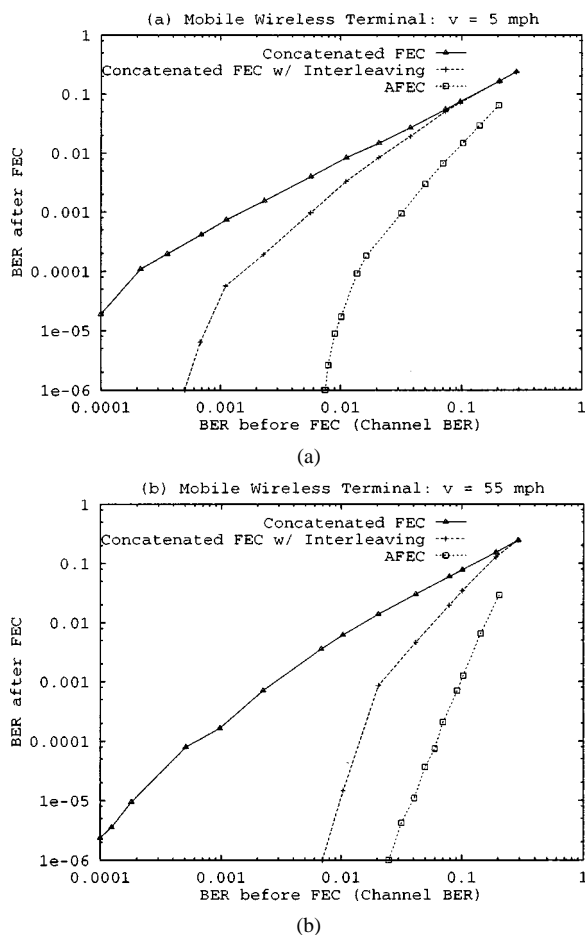 (a) Mobile Wireless Terminal: v = 5 mph
Concatenated FEC
Concatenated FEC w/ Interleaving
AFEC
1
0.1
0.01
0.001
0.0001
1e-05
1e-06
BER after FEC
0.0001 0.001 0.01 0.1 1
BER before FEC (Channel BER)
(a)
(b) Mobile Wireless Terminal: v = 55 mph
Concatenated FEC
Concatenated FEC w/ Interleaving
AFEC
1
0.1
0.01
0.001
0.0001
1e-05
1e-06
BER after FEC
0.0001 0.001 0.01 0.1 1
BER before FEC (Channel BER)
(b)